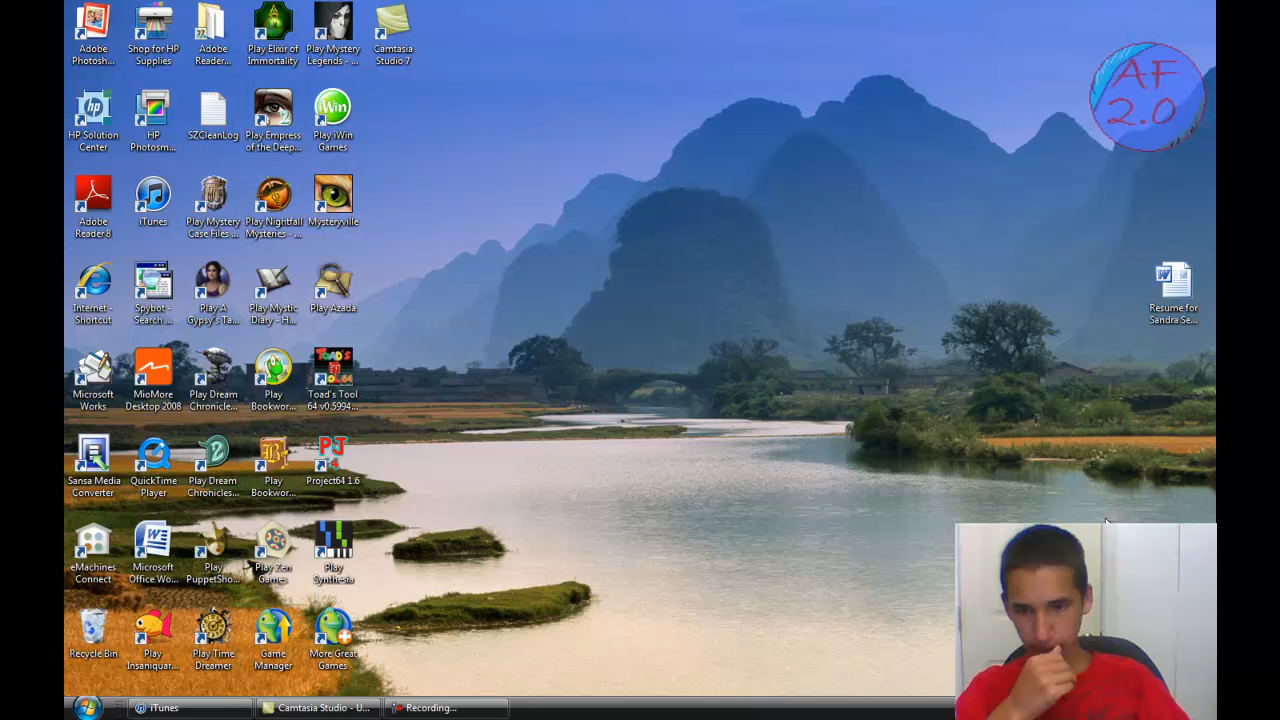 Adobe Photosh...
Shop for HP Supplies
Adobe Reader...
Play Elixir of Immortality
Play Mystery Legends - ...
Camtasia Studio 7
AF
2.0
HP Solution Center
HP Photosm...
SZCleanLog
Play Empress of the Deep...
iWin
Play iWin Games
Adobe Reader 8
iTunes
Play Mystery Case Files ...
Play Nightfall Mysteries - ...
Mysteryville
Internet - Shortcut
Spybot - Search ...
Play A Gypsy's Ta...
Play Mystic Diary - H...
Play Azada
Resume for Sandra Se...
Microsoft Works
MioMore Desktop 2008
Play Dream Chronicle...
Play Bookwor...
Toad's Tool 64 v0.5994...
Sansa Media Converter
QuickTime Player
Play Dream Chronicles...
Play Bookwor...
Project64 1.6
eMachines Connect
Microsoft Office Wo...
Play PuppetSho...
Play Zen Games
Play Synthesia
Recycle Bin
Play Insaniquar...
Play Time Dreamer
Game Manager
More Great Games
iTunes
Camtasia Studio - U...
Recording...